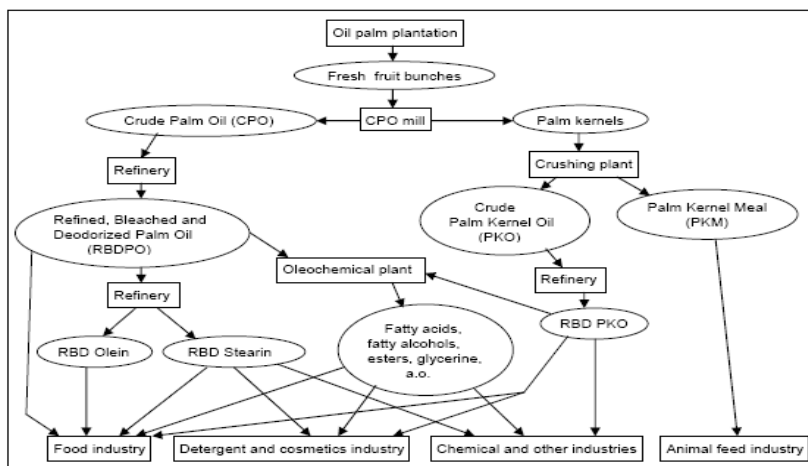 Oil palm plantation
Fresh fruit bunches
Crude Palm Oil (CPO)
CPO mill
Palm kernels
Refinery
Crushing plant
Refined, Bleached and
Deodorized Palm Oil
(RBDPO)
Crude
Palm Kernel Oil
(PKO)
Palm Kernel Meal
(PKM)
Oleochemical plant
Refinery
Refinery
RBD Olein
RBD Stearin
Fatty acids,
fatty alcohols,
esters, glycerine,
a.o.
RBD PKO
Food industry
Detergent and cosmetics industry
Chemical and other industries
Animal feed industry